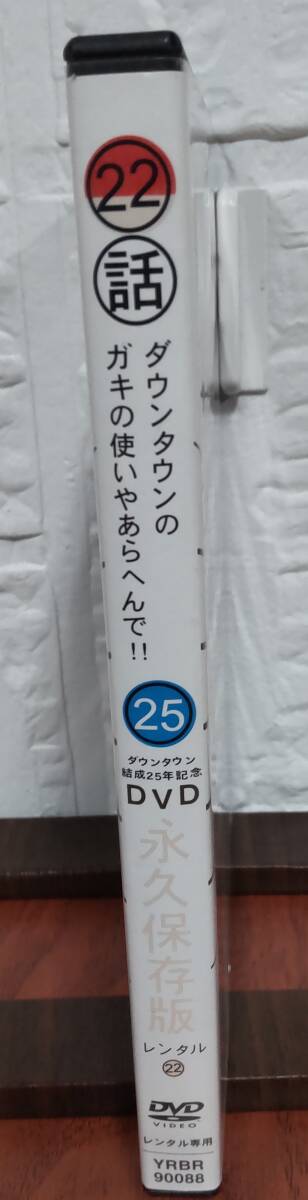 22
話
ダウンタウンの
ガキの使いやあらへんで!!
25
ダウンタウン
結成25年記念
DVD
永久保存版
レンタル
22
DVD
VIDEO
レンタル専用
YRBR
90088